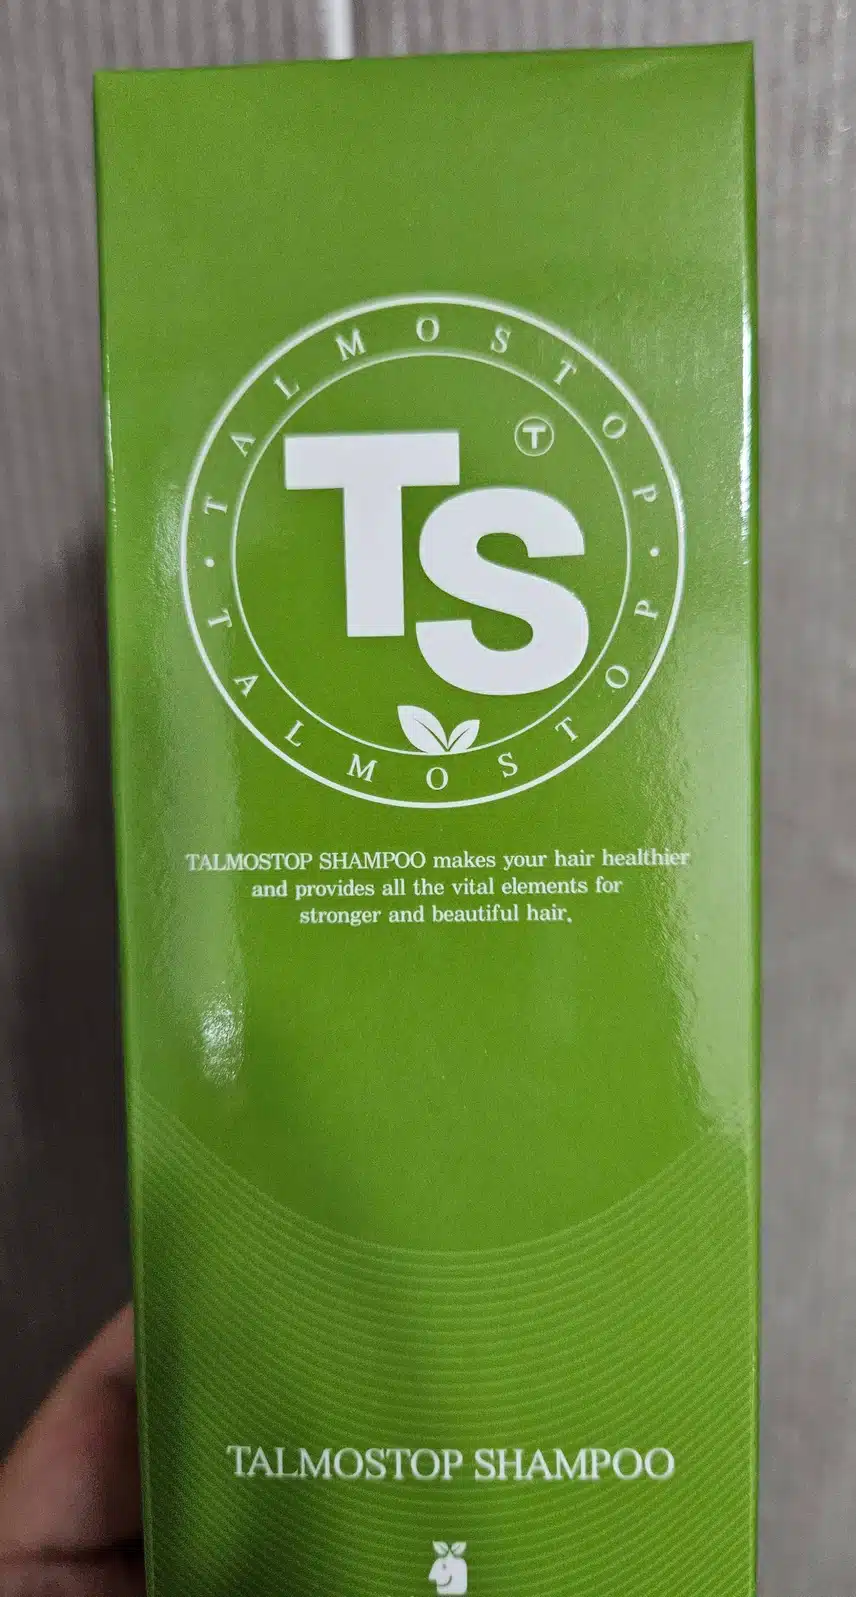 TALMOSTOP
TS
T
TALMOSTOP
TALMOSTOP SHAMPOO makes your hair healthier
and provides all the vital elements for
stronger and beautiful hair.
TALMOSTOP SHAMPOO